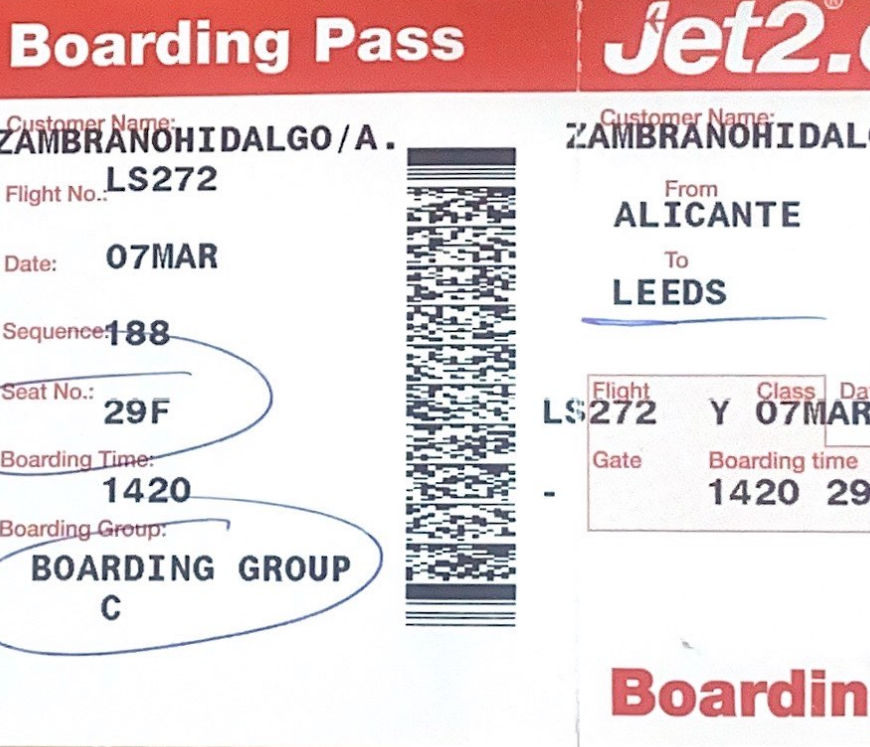 Boarding Pass
Customer Name:
ZAMBRANOHIDALGO/A.
Flight No.: LS272
Date: 07MAR
Sequence: 188
Seat No.:
29F
Boarding Time:
1420
Boarding Group:
BOARDING GROUP
C
Jet2.
Customer Name:
ZAMBRANOHIDAL
From
ALICANTE
To
LEEDS
Flight Class Da
LS272 Y 07MAR
Gate Boarding time
- 1420 29
Boardin